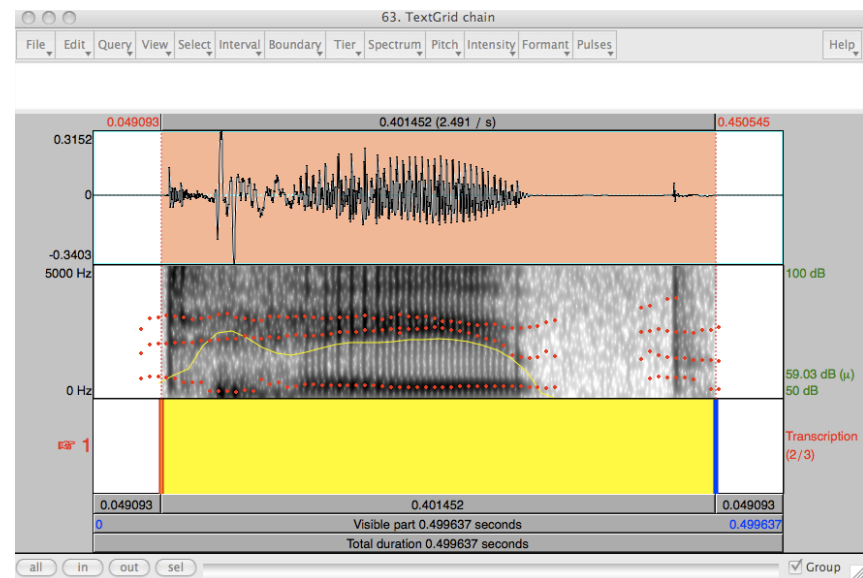 63. TextGrid chain
File Edit Query View Select Interval Boundary Tier Spectrum Pitch Intensity Formant Pulses Help
0.049093 0.401452 (2.491 / s) 0.450545
0.3152
0
-0.3403
5000 Hz 100 dB
59.03 dB (µ)
0 Hz 50 dB
1 Transcription
(2/3)
0.049093 0.401452 0.049093
0 Visible part 0.499637 seconds 0.499637
Total duration 0.499637 seconds
all in out sel Group